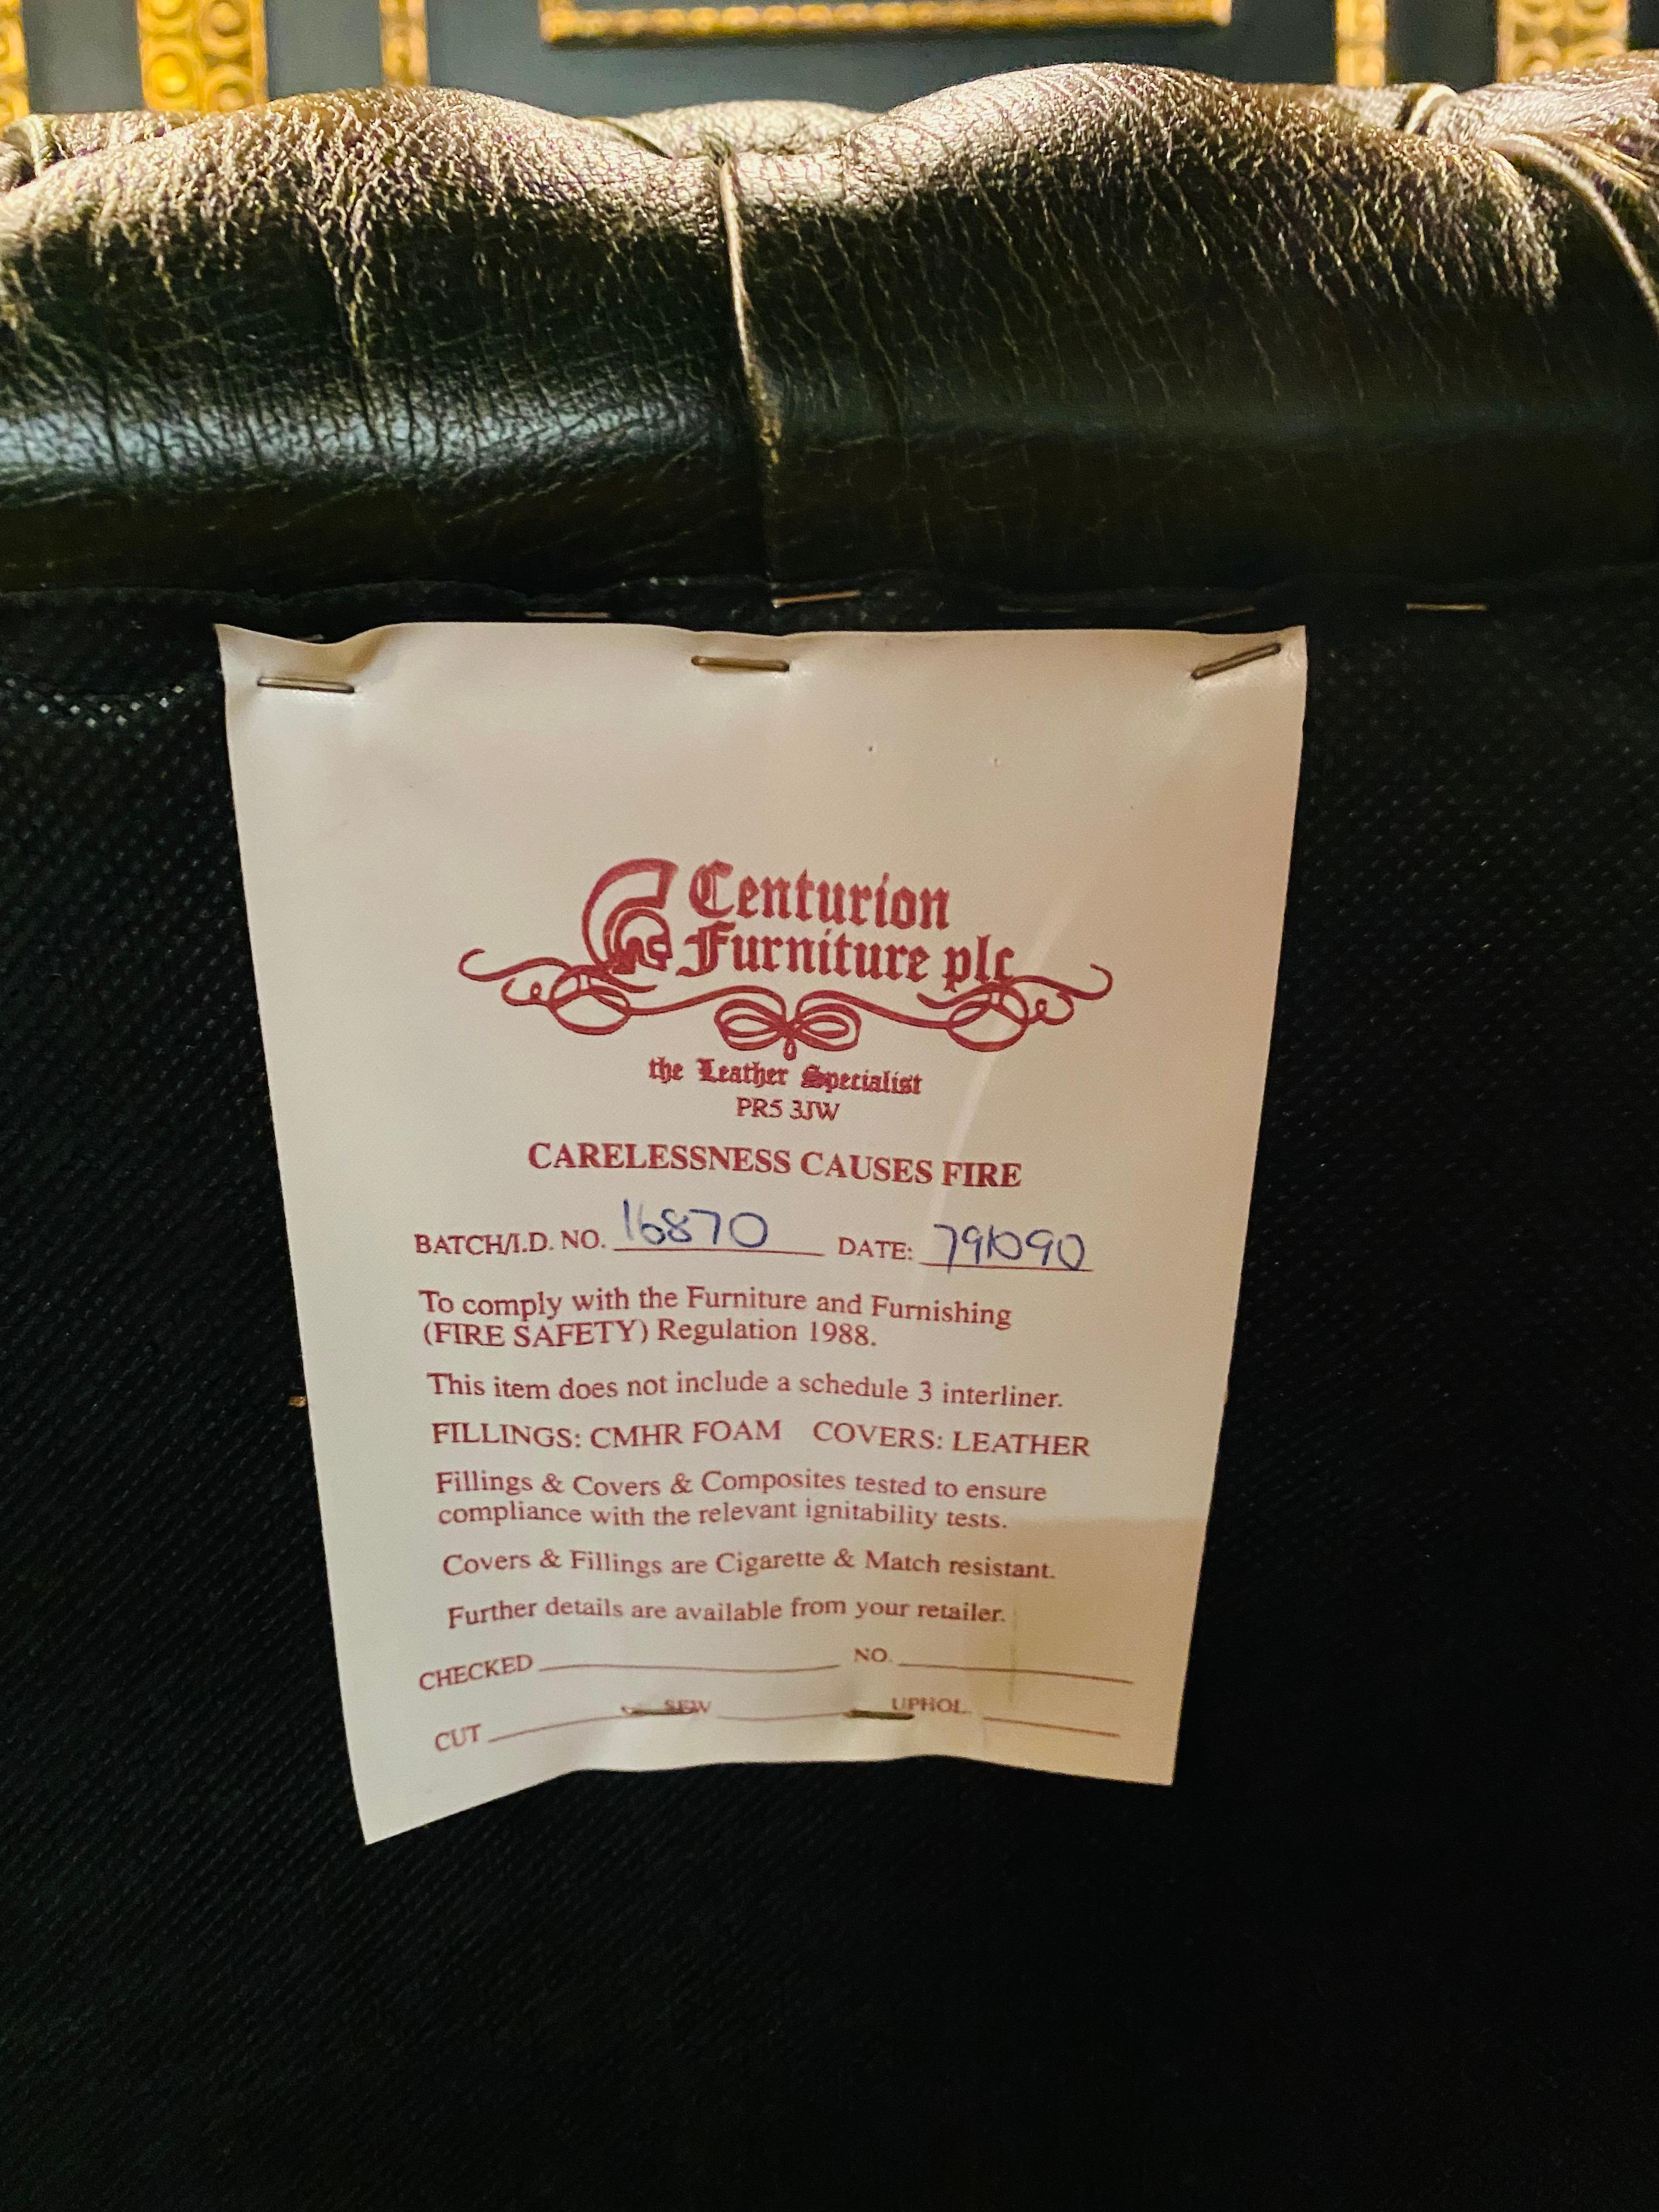 Centurion
Furniture plc
the Leather Specialist
PR5 3JW
CARELESSNESS CAUSES FIRE
BATCH/I.D. NO. 16870 DATE: 791090
To comply with the Furniture and Furnishing
(FIRE SAFETY) Regulation 1988.
This item does not include a schedule 3 interliner.
FILLINGS: CMHR FOAM COVERS: LEATHER
Fillings & Covers & Composites tested to ensure
compliance with the relevant ignitability tests.
Covers & Fillings are Cigarette & Match resistant.
Further details are available from your retailer.
CHECKED NO.
CUT SEW UPHOL.